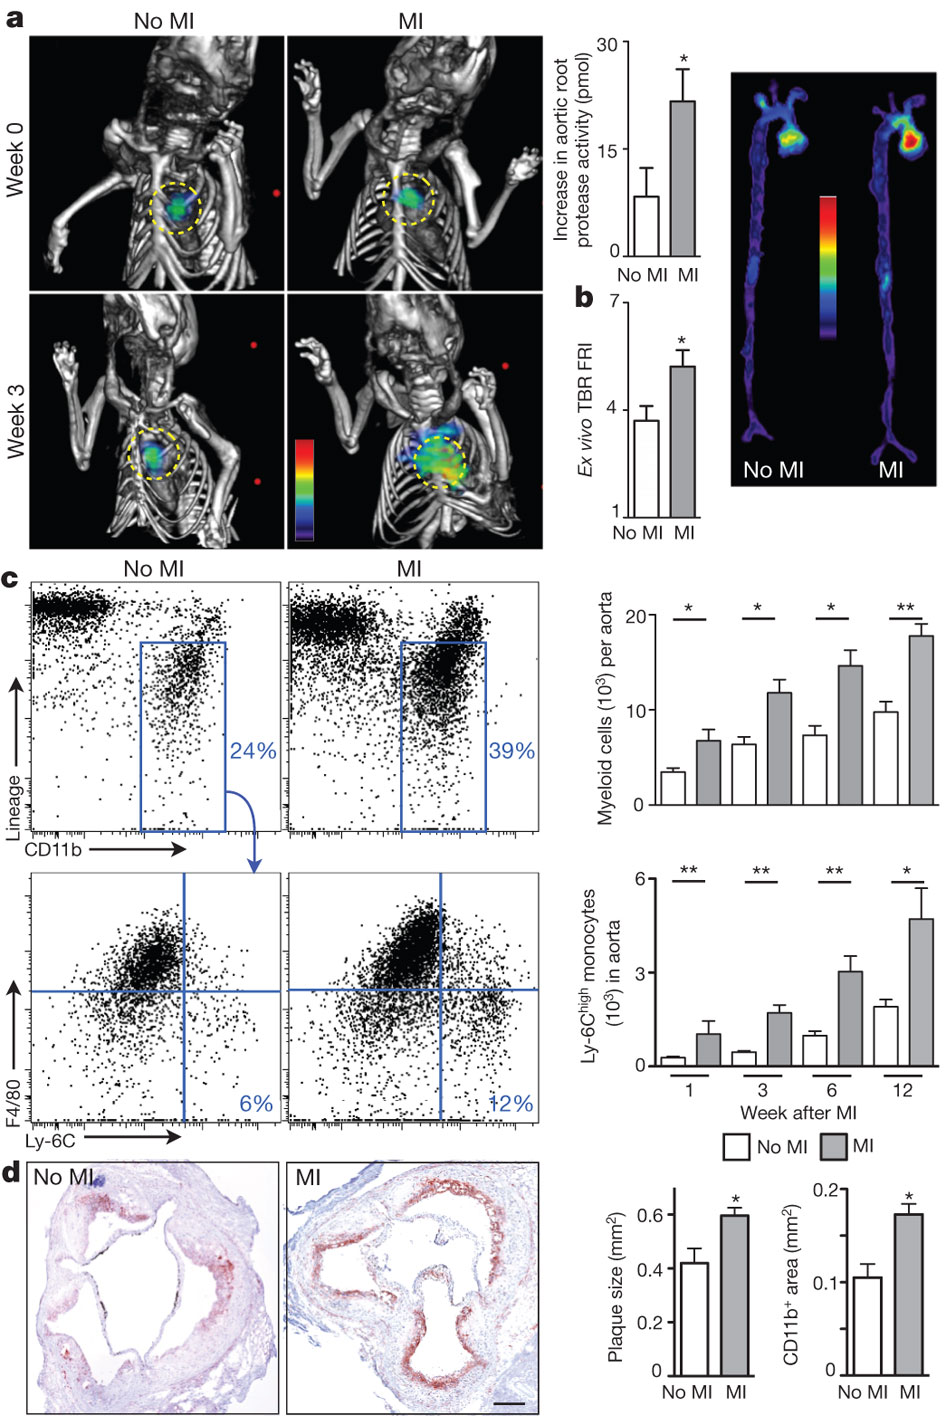 a
No MI
MI
Week 0
Week 3
Increase in aortic root
protease activity (pmol)
30
15
0
No MI
MI
b
Ex vivo TBR FRI
7
4
1
No MI
MI
No MI
MI
c
No MI
MI
24%
39%
Lineage
CD11b
6%
12%
F4/80
Ly-6C
Myeloid cells (10³) per aorta
20
10
0
*
*
*
**
Ly-6Chigh monocytes
(10³) in aorta
6
3
0
**
**
**
*
1
3
6
12
Week after MI
No MI
MI
d
No MI
MI
Plaque size (mm²)
0.6
0.4
0.2
0
*
No MI
MI
CD11b⁺ area (mm²)
0.2
0.1
0
*
No MI
MI